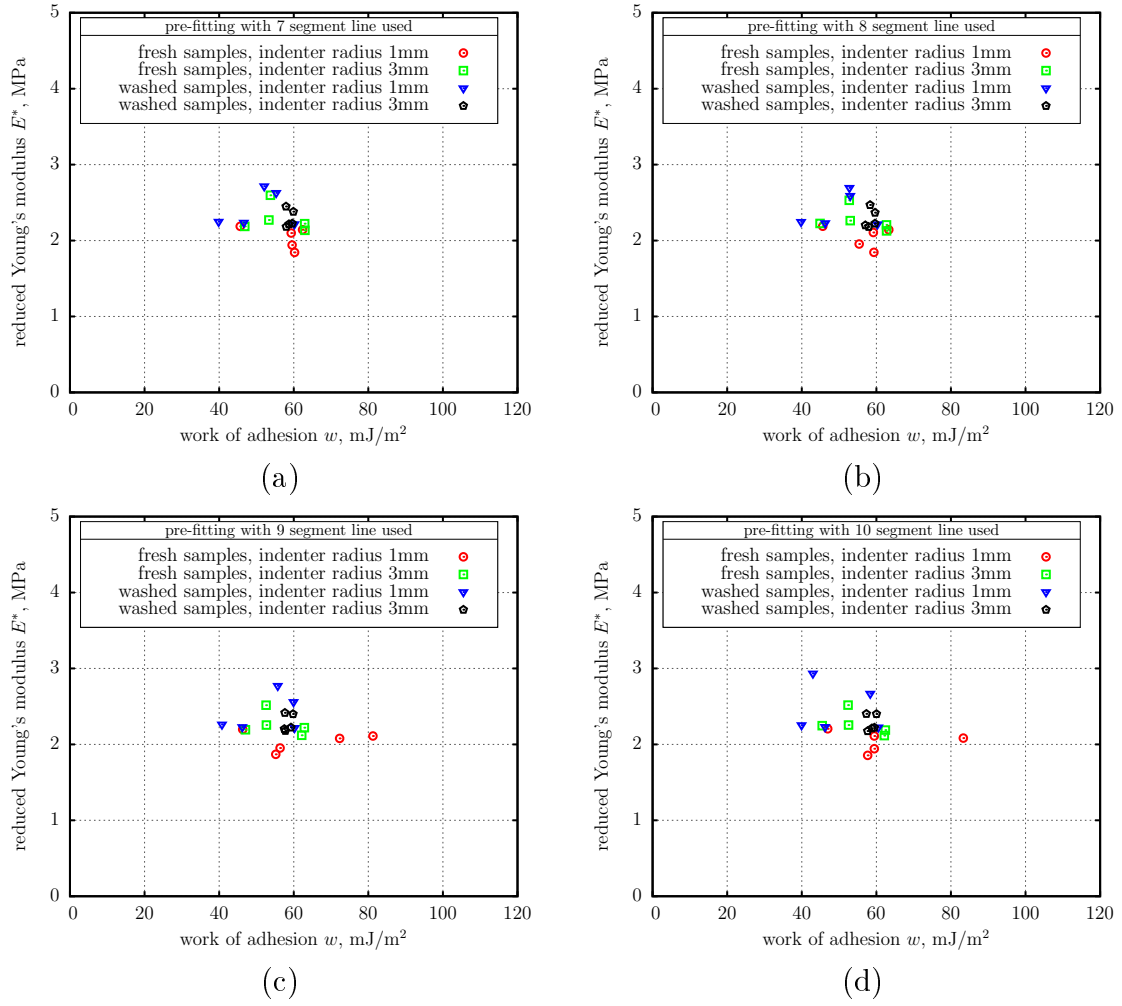 pre-fitting with 7 segment line used
fresh samples, indenter radius 1mm
fresh samples, indenter radius 3mm
washed samples, indenter radius 1mm
washed samples, indenter radius 3mm
reduced Young's modulus E*, MPa
5
4
3
2
1
0
0 20 40 60 80 100 120
work of adhesion w, mJ/m²
(a)
pre-fitting with 8 segment line used
fresh samples, indenter radius 1mm
fresh samples, indenter radius 3mm
washed samples, indenter radius 1mm
washed samples, indenter radius 3mm
reduced Young's modulus E*, MPa
5
4
3
2
1
0
0 20 40 60 80 100 120
work of adhesion w, mJ/m²
(b)
pre-fitting with 9 segment line used
fresh samples, indenter radius 1mm
fresh samples, indenter radius 3mm
washed samples, indenter radius 1mm
washed samples, indenter radius 3mm
reduced Young's modulus E*, MPa
5
4
3
2
1
0
0 20 40 60 80 100 120
work of adhesion w, mJ/m²
(c)
pre-fitting with 10 segment line used
fresh samples, indenter radius 1mm
fresh samples, indenter radius 3mm
washed samples, indenter radius 1mm
washed samples, indenter radius 3mm
reduced Young's modulus E*, MPa
5
4
3
2
1
0
0 20 40 60 80 100 120
work of adhesion w, mJ/m²
(d)